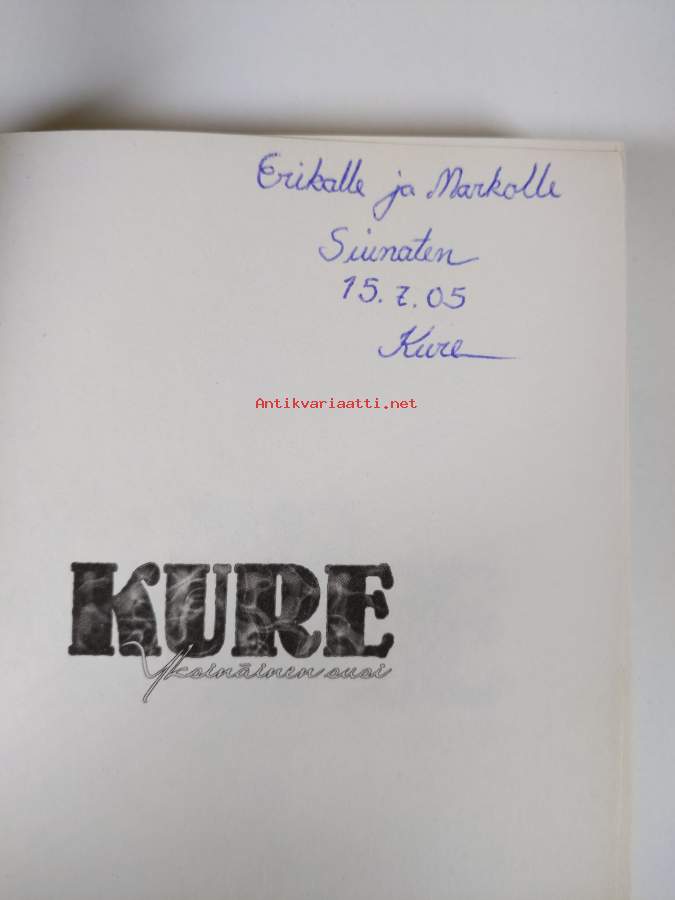 Erikalle ja Markolle
Siunaten
15.7.05
Kure
Antikvariaatti.net
KURE
Yksinäinen susi